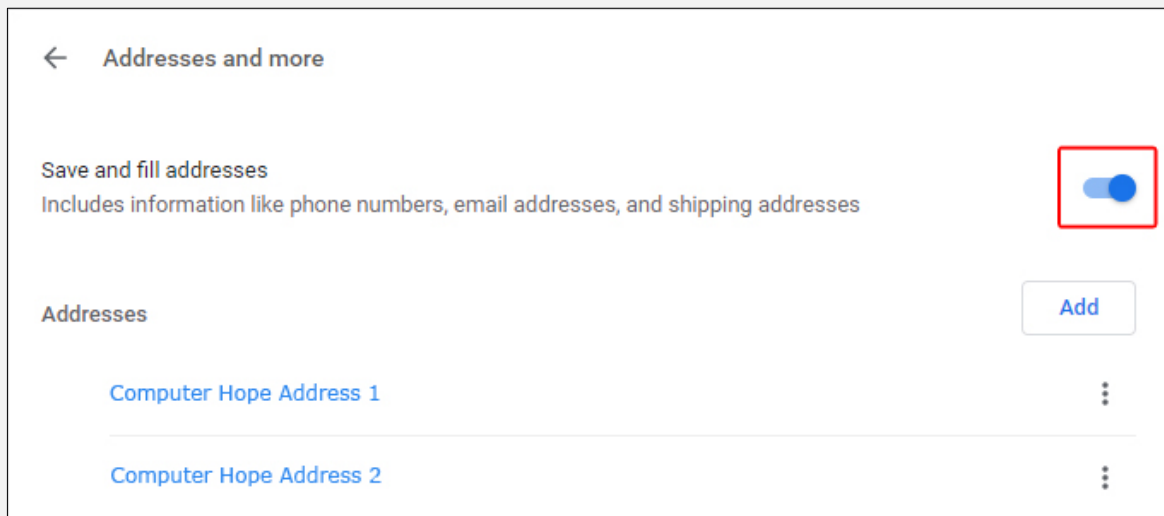 Addresses and more
Save and fill addresses
Includes information like phone numbers, email addresses, and shipping addresses
Addresses
Add
Computer Hope Address 1
Computer Hope Address 2